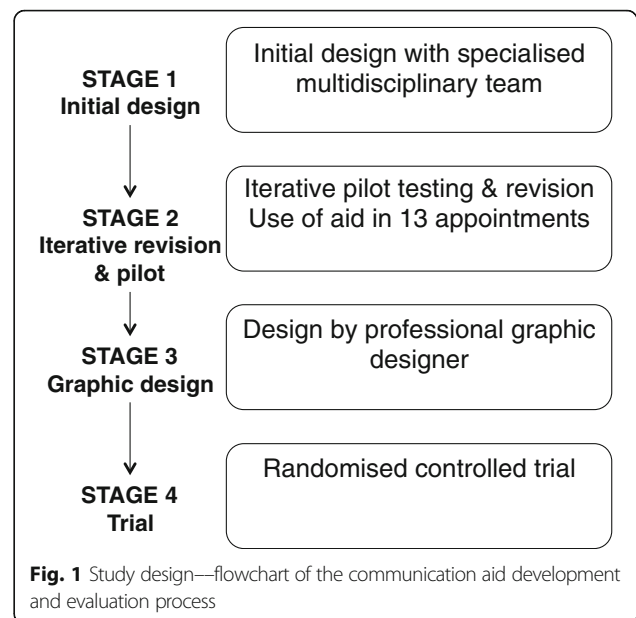 STAGE 1
Initial design
Initial design with specialised
multidisciplinary team
STAGE 2
Iterative revision
& pilot
Iterative pilot testing & revision
Use of aid in 13 appointments
STAGE 3
Graphic design
Design by professional graphic
designer
STAGE 4
Trial
Randomised controlled trial
Fig. 1 Study design––flowchart of the communication aid development
and evaluation process